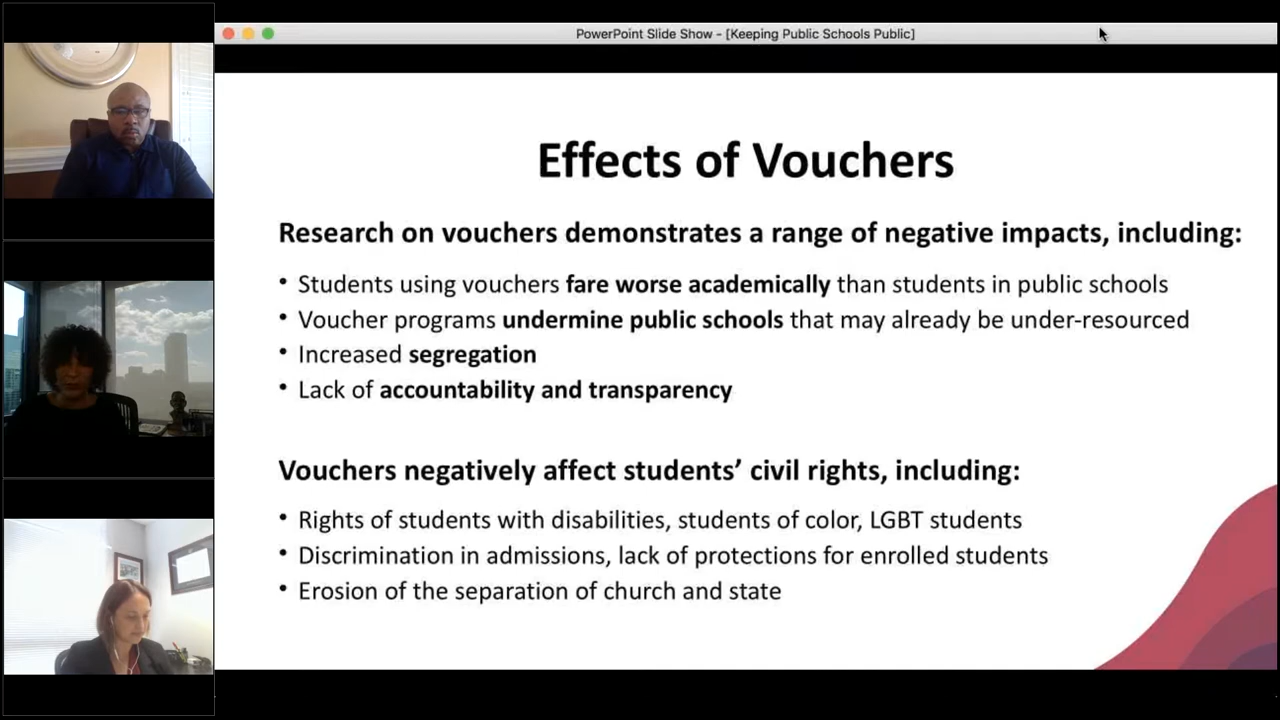 PowerPoint Slide Show - [Keeping Public Schools Public]
Effects of Vouchers
Research on vouchers demonstrates a range of negative impacts, including:
• Students using vouchers fare worse academically than students in public schools
• Voucher programs undermine public schools that may already be under-resourced
• Increased segregation
• Lack of accountability and transparency
Vouchers negatively affect students’ civil rights, including:
• Rights of students with disabilities, students of color, LGBT students
• Discrimination in admissions, lack of protections for enrolled students
• Erosion of the separation of church and state